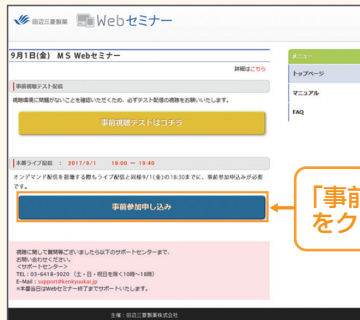 田辺三菱製薬 Webセミナー
9月1日(金) MS Webセミナー
詳細はこちら
事前視聴テスト配信
視聴環境に問題がないことを確認いただくため、必ずテスト配信の視聴をお願いいたします。
事前視聴テストはコチラ
本番ライブ配信 : 2017/9/1 19:00 ~ 19:40
オンデマンド配信を視聴する際もライブ配信と同様9/1(金)の18:30までに、事前参加申し込みが必要
です。
事前参加申し込み
視聴に関して質問等ございましたら以下のサポートセンターまで、
お問い合わせください。
<サポートセンター>
TEL:03-6418-3020 (土・日・祝日を除く10時~18時)
E-Mail:support@kenkyuukai.jp
※本番当日はWebセミナー終了までサポートいたします。
主催:田辺三菱製薬株式会社
メニュー
トップページ
マニュアル
FAQ
「事前
をク